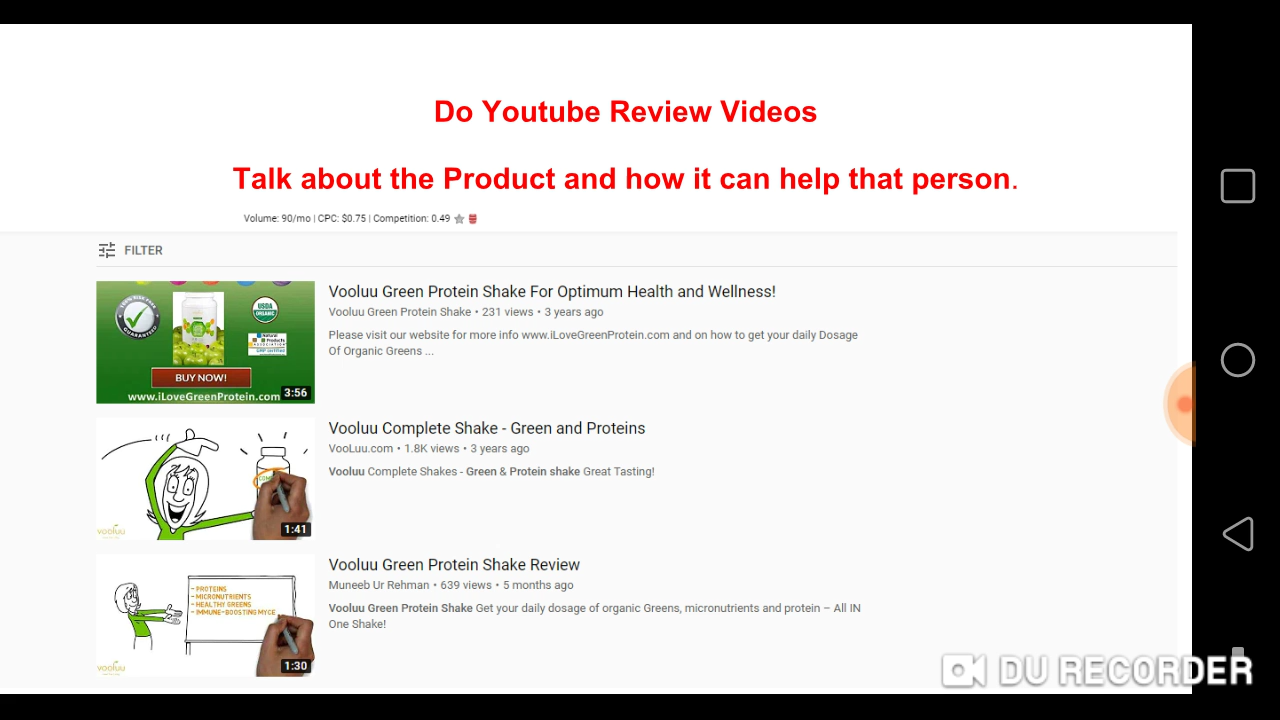 Do Youtube Review Videos
Talk about the Product and how it can help that person.
Volume: 90/mo | CPC: $0.75 | Competition: 0.49
FILTER
Vooluu Green Protein Shake For Optimum Health and Wellness!
Vooluu Green Protein Shake • 231 views • 3 years ago
Please visit our website for more info www.iLoveGreenProtein.com and on how to get your daily Dosage
Of Organic Greens ...
USDA
ORGANIC
BUY NOW!
www.iLoveGreenProtein.com
3:56
Vooluu Complete Shake - Green and Proteins
VooLuu.com • 1.8K views • 3 years ago
Vooluu Complete Shakes - Green & Protein shake Great Tasting!
vooluu
1:41
Vooluu Green Protein Shake Review
Muneeb Ur Rehman • 639 views • 5 months ago
Vooluu Green Protein Shake Get your daily dosage of organic Greens, micronutrients and protein – All IN
One Shake!
- PROTEINS
- MICRONUTRIENTS
- HEALTHY GREENS
- IMMUNE-BOOSTING MYCE
vooluu
1:30
DU RECORDER